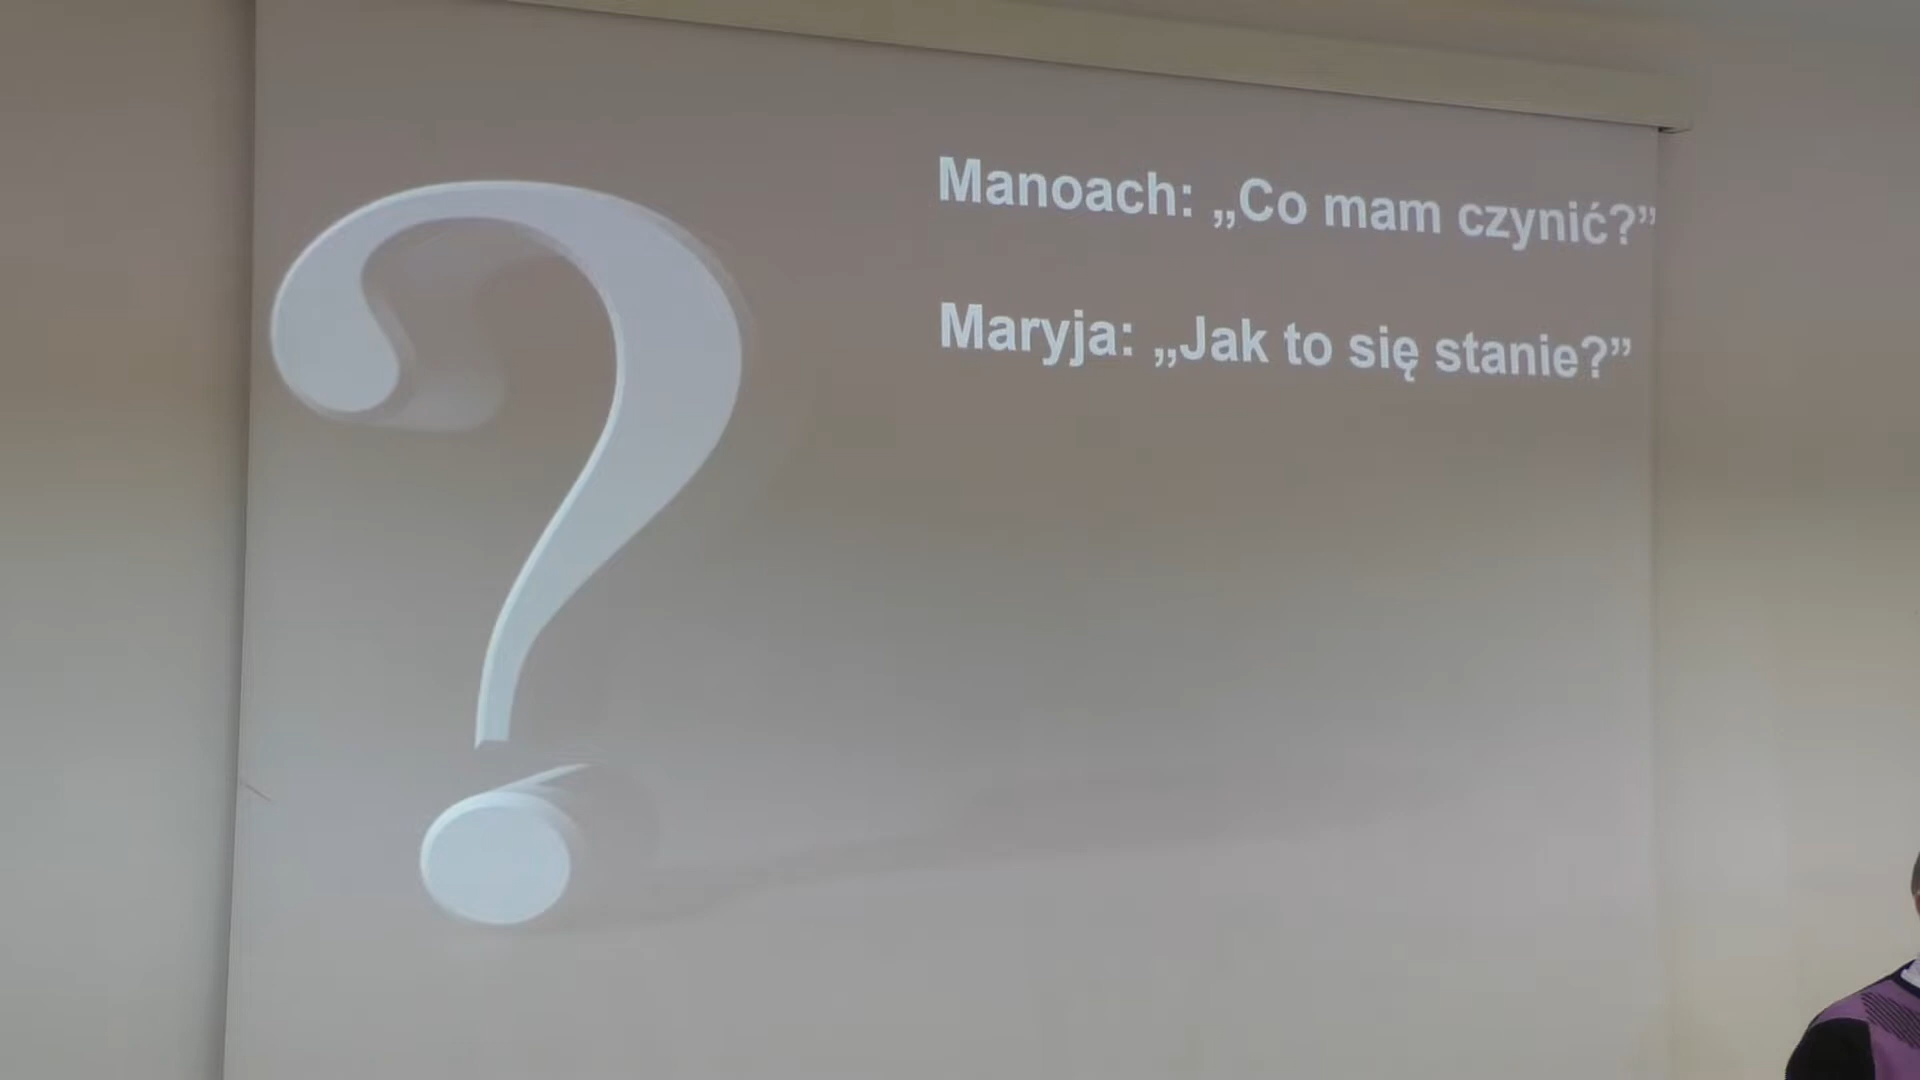 Manoach: „Co mam czynić?”
Maryja: „Jak to się stanie?”